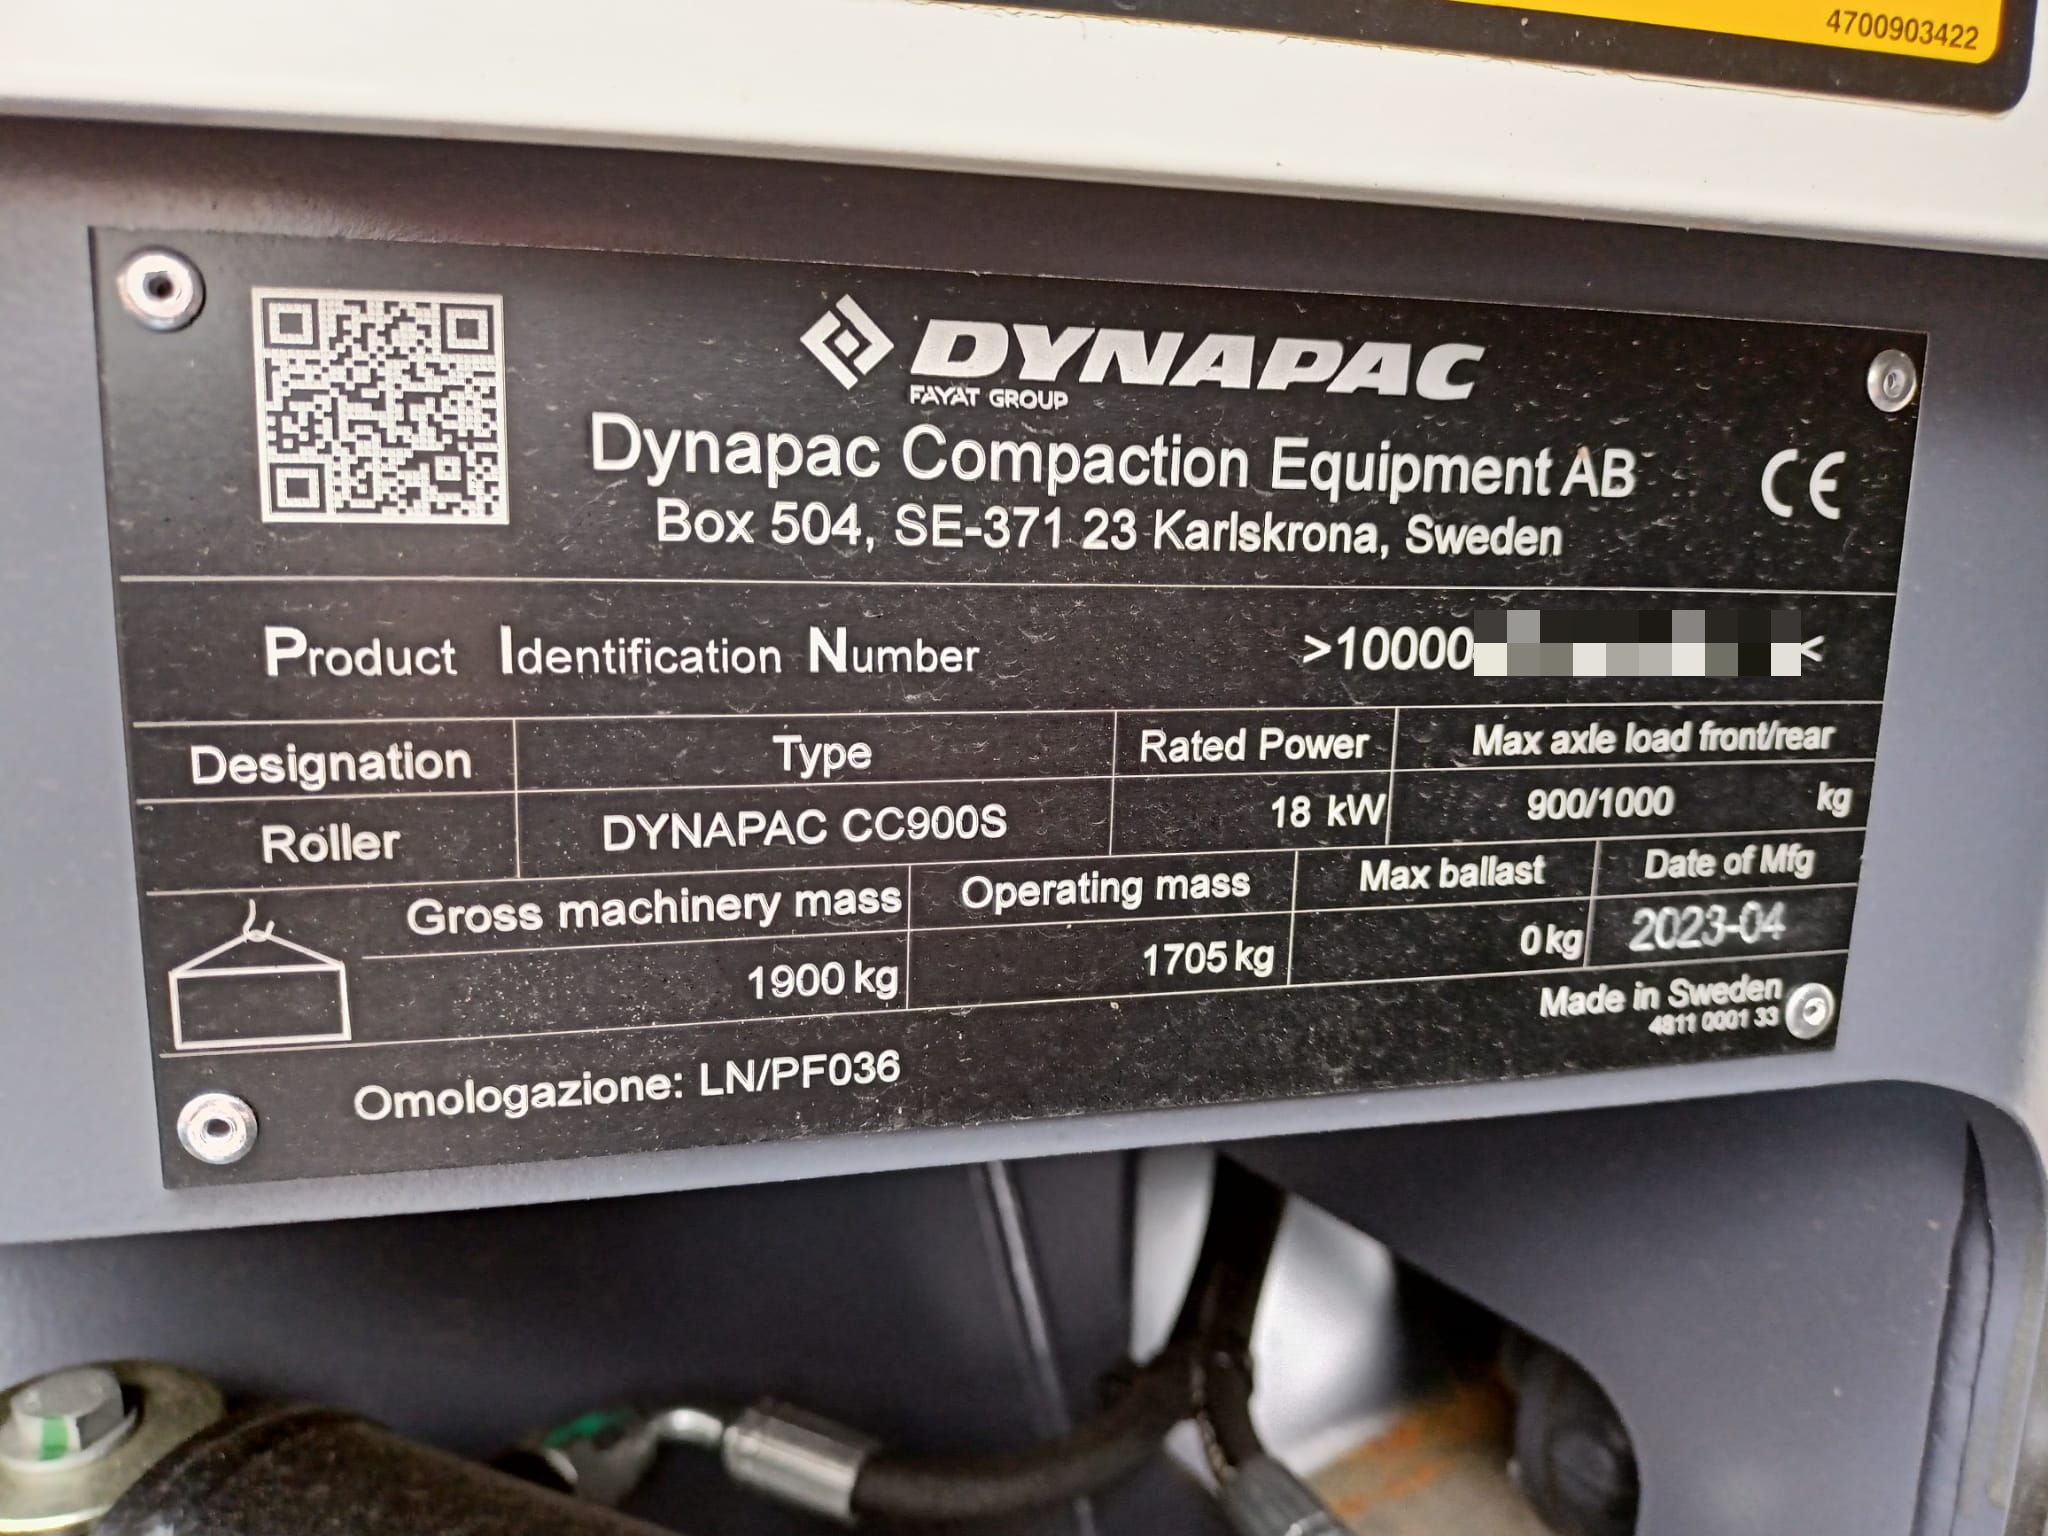 4700903422
DYNAPAC
FAYAT GROUP
Dynapac Compaction Equipment AB
CE
Box 504, SE-371 23 Karlskrona, Sweden
Product Identification Number >10000 <
Designation Type Rated Power Max axle load front/rear
Roller DYNAPAC CC900S 18 kW 900/1000 kg
Gross machinery mass Operating mass Max ballast Date of Mfg
1900 kg 1705 kg 0 kg 2023-04
Made in Sweden
4811 0001 33
Omologazione: LN/PF036